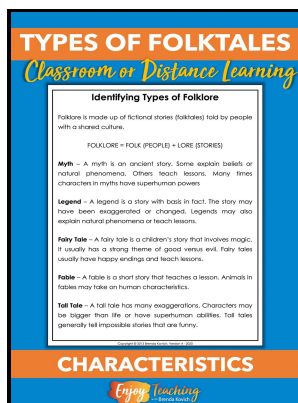 TYPES OF FOLKTALES
Classroom or Distance Learning
Identifying Types of Folklore
Folklore is made up of fictional stories (folktales) told by people
with a shared culture.
FOLKLORE = FOLK (PEOPLE) + LORE (STORIES)
Myth – A myth is an ancient story. Some explain beliefs or
natural phenomena. Others teach lessons. Many times
characters in myths have superhuman powers
Legend – A legend is a story with basis in fact. The story may
have been exaggerated or changed. Legends may also
explain natural phenomena or teach lessons.
Fairy Tale – A fairy tale is a children's story that involves magic.
It usually has a strong theme of good versus evil. Fairy tales
usually have happy endings and teach lessons.
Fable – A fable is a short story that teaches a lesson. Animals in
fables may take on human characteristics.
Tall Tale – A tall tale has many exaggerations. Characters may
be bigger than life or have superhuman abilities. Tall tales
generally tell impossible stories that are funny.
CHARACTERISTICS
Enjoy Teaching
with Brenda Kovich